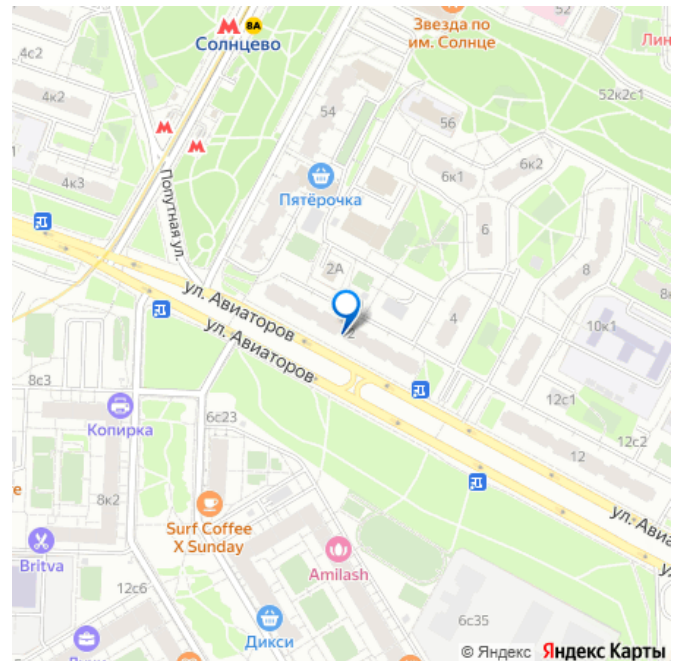 8А
Солнцево
Звезда по
им. Солнце
Лин
4с2
4к2
52к2с1
54
56
6к1
6к2
4к3
Пятёрочка
Попутная ул.
6
2А
8
ул. Авиаторов
2
4
10к1
ул. Авиаторов
8с3
Копирка
6с23
12с1
12с2
12
8к2
Surf Coffee
X Sunday
ул. Авиа
Britva
Amilash
12с6
6с35
Дикси
© Яндекс Яндекс Карты